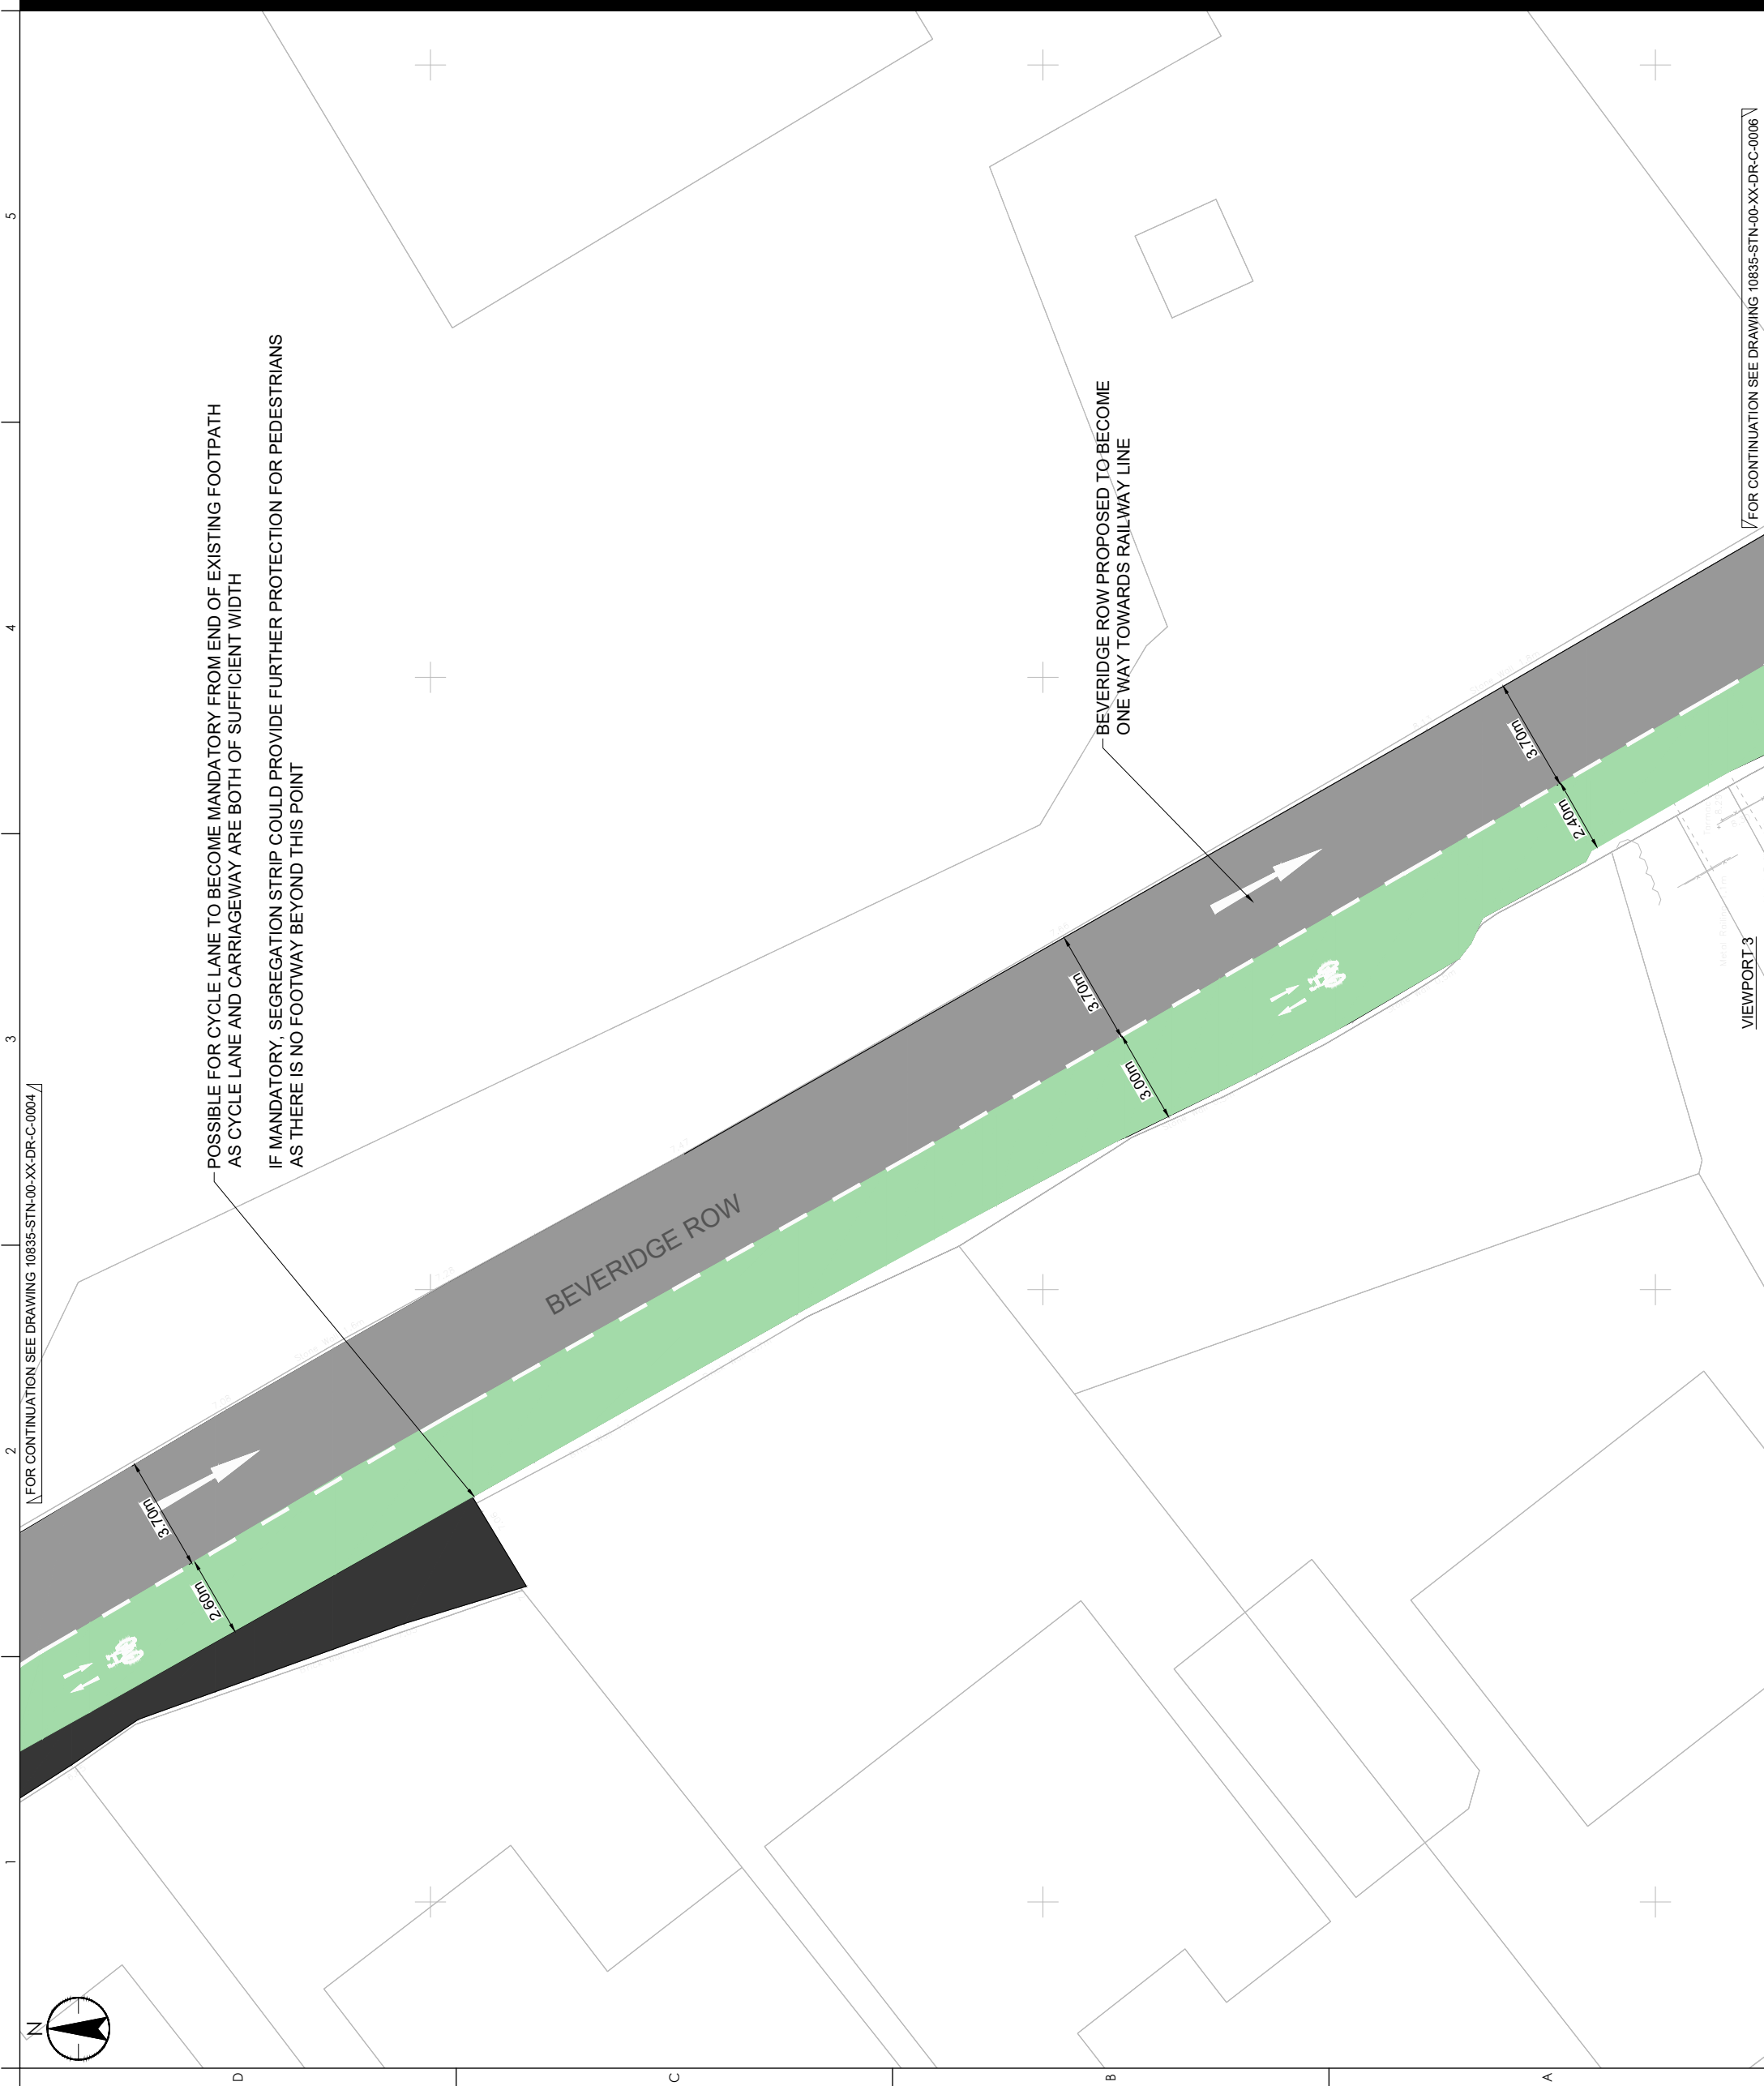 FOR CONTINUATION SEE DRAWING 10835-STN-00-XX-DR-C-0004
POSSIBLE FOR CYCLE LANE TO BECOME MANDATORY FROM END OF EXISTING FOOTPATH
AS CYCLE LANE AND CARRIAGEWAY ARE BOTH OF SUFFICIENT WIDTH
IF MANDATORY, SEGREGATION STRIP COULD PROVIDE FURTHER PROTECTION FOR PEDESTRIANS
AS THERE IS NO FOOTWAY BEYOND THIS POINT
BEVERIDGE ROW PROPOSED TO BECOME
ONE WAY TOWARDS RAILWAY LINE
BEVERIDGE ROW
3.70m
2.60m
3.70m
3.00m
3.70m
2.40m
VIEWPORT 3
FOR CONTINUATION SEE DRAWING 10835-STN-00-XX-DR-C-0006
N
1
2
3
4
5
D
C
B
A